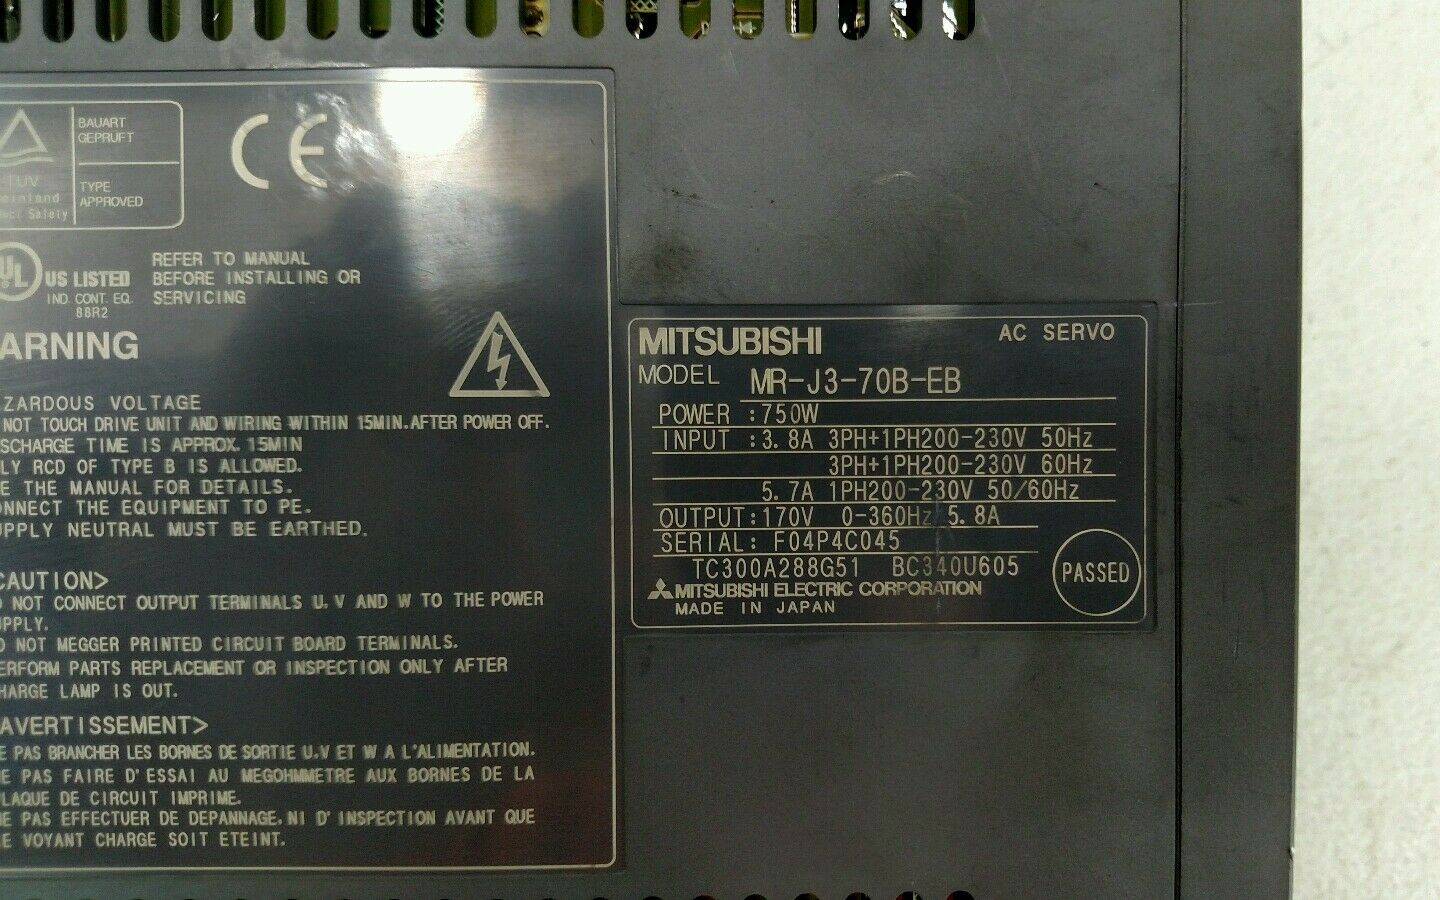 BAUART
GEPRÜFT
TUV
Rheinland
Product Safety
TYPE
APPROVED
CE
UL
US LISTED
IND. CONT. EQ.
88R2
REFER TO MANUAL
BEFORE INSTALLING OR
SERVICING
ARNING
ZARDOUS VOLTAGE
NOT TOUCH DRIVE UNIT AND WIRING WITHIN 15MIN. AFTER POWER OFF.
SCHARGE TIME IS APPROX. 15MIN
LY RCD OF TYPE B IS ALLOWED.
E THE MANUAL FOR DETAILS.
NNECT THE EQUIPMENT TO PE.
UPPLY NEUTRAL MUST BE EARTHED.
CAUTION>
O NOT CONNECT OUTPUT TERMINALS U, V AND W TO THE POWER
UPPLY.
O NOT MEGGER PRINTED CIRCUIT BOARD TERMINALS.
ERFORM PARTS REPLACEMENT OR INSPECTION ONLY AFTER
HARGE LAMP IS OUT.
AVERTISSEMENT>
E PAS BRANCHER LES BORNES DE SORTIE U.V ET W A L'ALIMENTATION.
E PAS FAIRE D'ESSAI AU MEGOHMMETRE AUX BORNES DE LA
LAQUE DE CIRCUIT IMPRIME.
E PAS EFFECTUER DE DEPANNAGE. NI D'INSPECTION AVANT QUE
E VOYANT CHARGE SOIT ETEINT.
MITSUBISHI AC SERVO
MODEL MR-J3-70B-EB
POWER :750W
INPUT :3.8A 3PH+1PH200-230V 50Hz
3PH+1PH200-230V 60Hz
5.7A 1PH200-230V 50/60Hz
OUTPUT:170V 0-360Hz 5.8A
SERIAL: F04P4C045
TC300A288G51 BC340U605
MITSUBISHI ELECTRIC CORPORATION
MADE IN JAPAN
PASSED